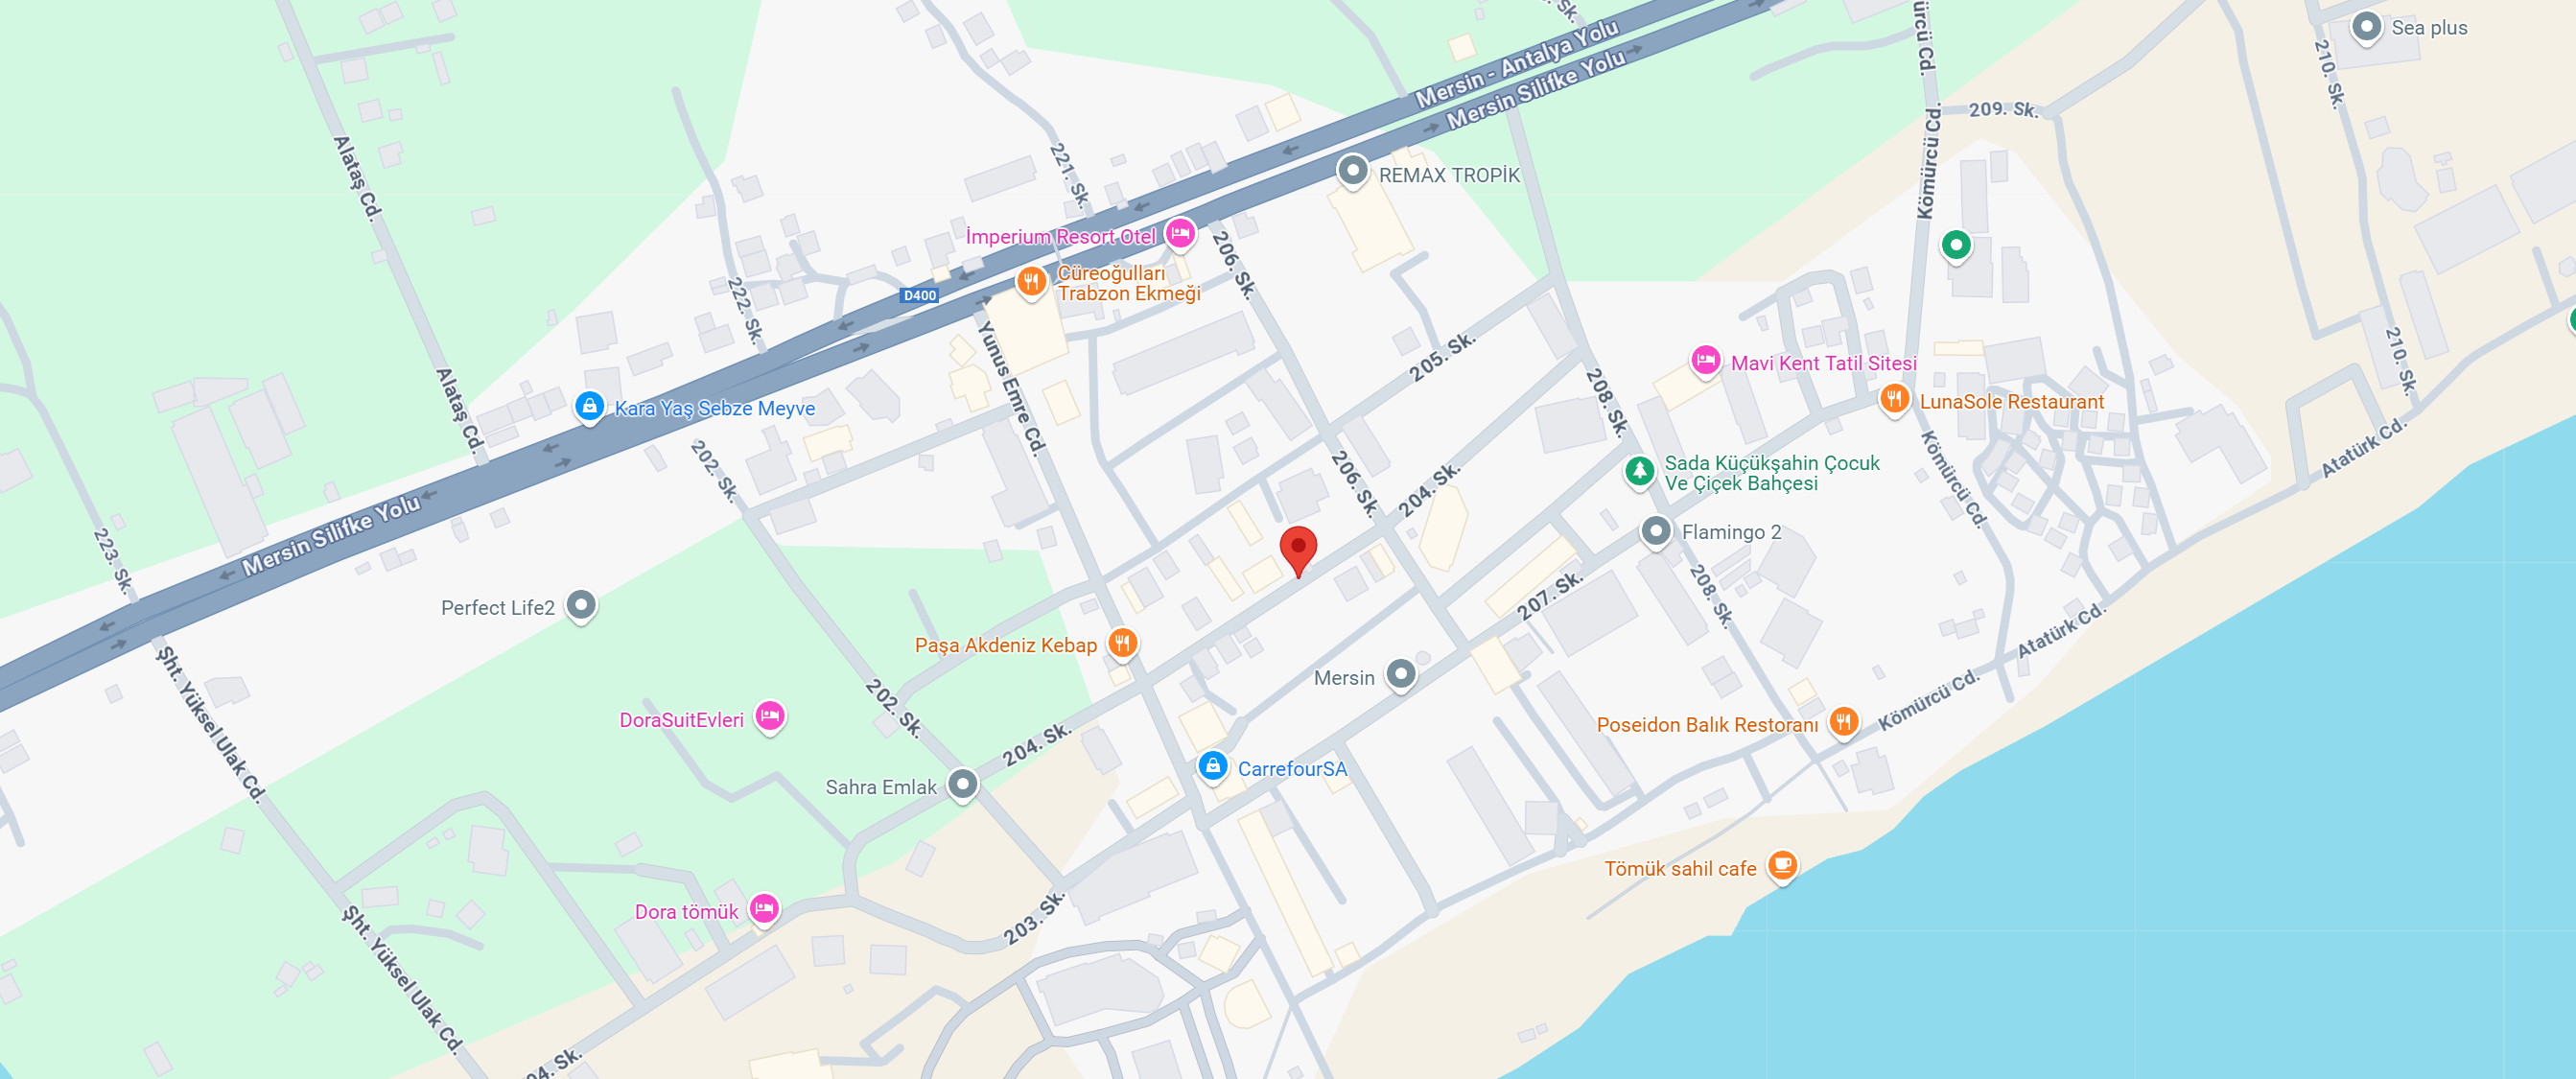 Sk.
ürcü Cd.
Sea plus
Mersin - Antalya Yolu
Mersin Silifke Yolu
210. Sk.
209. Sk.
Kömürcü Cd.
Alataş Cd.
221. Sk.
REMAX TROPİK
İmperium Resort Otel
206. Sk.
Cüreoğulları
Trabzon Ekmeği
D400
222. Sk.
Yunus Emre Cd.
205. Sk.
210. Sk.
Mavi Kent Tatil Sitesi
LunaSole Restaurant
208. Sk.
Alataş Cd.
Kara Yaş Sebze Meyve
Atatürk Cd.
202. Sk.
206. Sk.
204. Sk.
Sada Küçükşahin Çocuk
Ve Çiçek Bahçesi
Kömürcü Cd.
Mersin Silifke Yolu
223. Sk.
Flamingo 2
207. Sk.
208. Sk.
Perfect Life2
Paşa Akdeniz Kebap
Atatürk Cd.
Mersin
Şht. Yüksel Ulak Cd.
202. Sk.
DoraSuitEvleri
Kömürcü Cd.
Poseidon Balık Restoranı
204. Sk.
CarrefourSA
Sahra Emlak
Tömük sahil cafe
Dora tömük
203. Sk.
Şht. Yüksel Ulak Cd.
04. Sk.